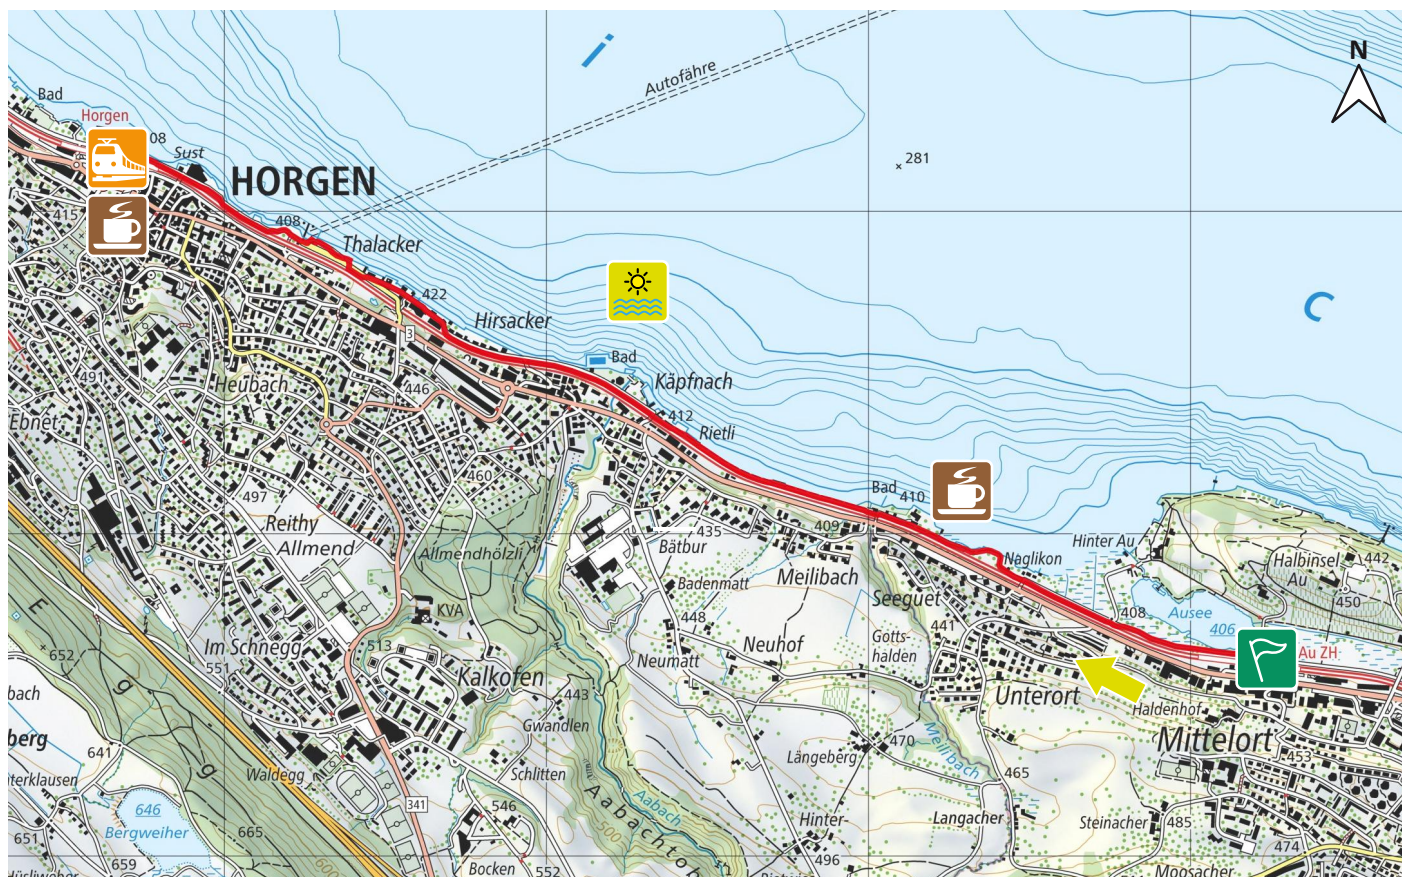 i
Autofähre
N
Bad
Horgen
08
Sust
HORGEN
281
415
408
Thalacker
422
C
Hirsacker
3
Bad
Käpfnach
491
Heubach
446
412
Ebnet
Rietli
460
Bad
410
497
Reithy
Allmend
435
409
Allmendhölzli
Bätbur
Hinter Au
Naglikon
Halbinsel
Au
442
Badenmatt
Meilibach
450
E
KVA
Seeguet
408
Ausee
448
441
406
Im Schnegg
513
Neuhof
Gotts-
halden
652
551
Neumatt
Au ZH
Kalkofen
g
bach
443
Unterort
Haldenhof
berg
Gwandlen
Meilibach
Mittelort
641
g
470
Längeberg
453
Waldegg
Schlitten
465
terklausen
341
Aabach
646
546
Aabachtob
Bergweiher
Hinter-
Langacher
Steinacher
485
651
665
500
474
659
600
Bocken
552
496
Moosacher